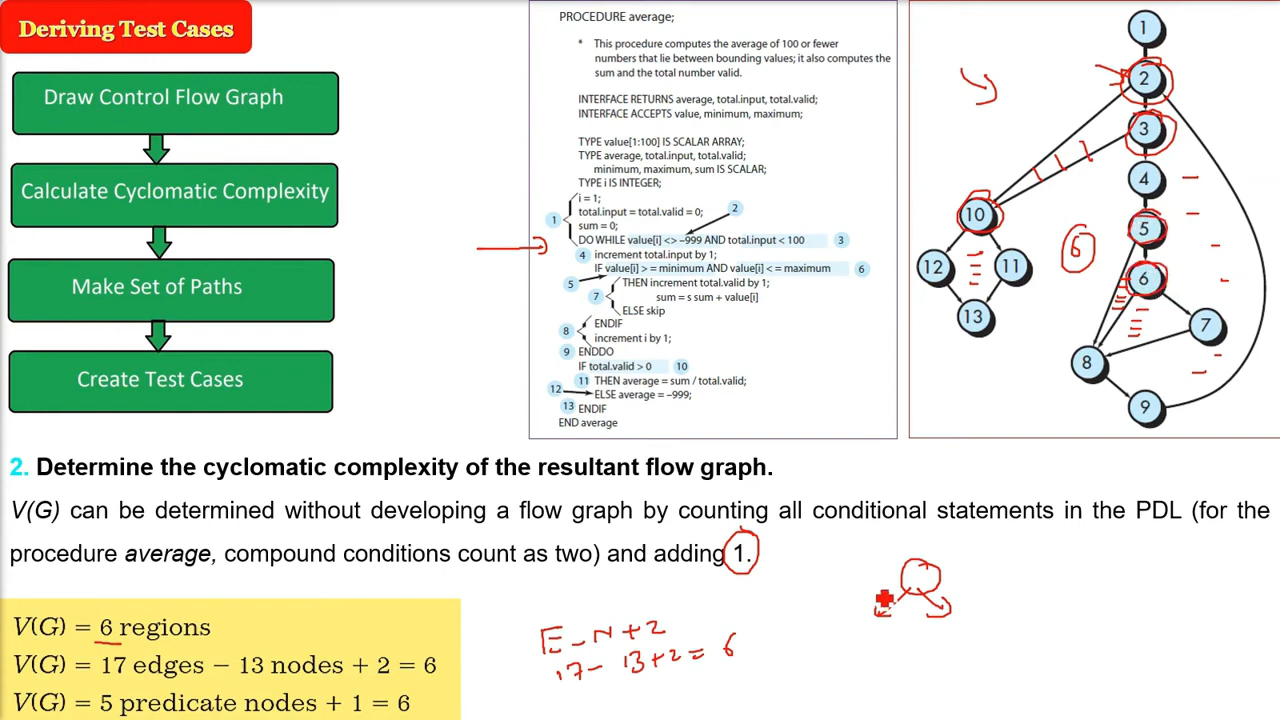 Deriving Test Cases
Draw Control Flow Graph
Calculate Cyclomatic Complexity
Make Set of Paths
Create Test Cases
PROCEDURE average;
* This procedure computes the average of 100 or fewer
numbers that lie between bounding values; it also computes the
sum and the total number valid.
INTERFACE RETURNS average, total.input, total.valid;
INTERFACE ACCEPTS value, minimum, maximum;
TYPE value[1:100] IS SCALAR ARRAY;
TYPE average, total.input, total.valid;
minimum, maximum, sum IS SCALAR;
TYPE i IS INTEGER;
i = 1;
1 total.input = total.valid = 0; 2
sum = 0;
DO WHILE value[i] <> –999 AND total.input < 100 3
4 increment total.input by 1;
IF value[i] > = minimum AND value[i] < = maximum 6
5 THEN increment total.valid by 1;
7 sum = s sum + value[i]
ELSE skip
8 ENDIF
increment i by 1;
9 ENDDO
IF total.valid > 0 10
11 THEN average = sum / total.valid;
12 ELSE average = –999;
13 ENDIF
END average
1
2
3
4
10
5
6
12
11
6
13
7
8
9
2. Determine the cyclomatic complexity of the resultant flow graph.
V(G) can be determined without developing a flow graph by counting all conditional statements in the PDL (for the
procedure average, compound conditions count as two) and adding 1.
V(G) = 6 regions
V(G) = 17 edges – 13 nodes + 2 = 6
V(G) = 5 predicate nodes + 1 = 6
E – N + 2
17 – 13 + 2 = 6